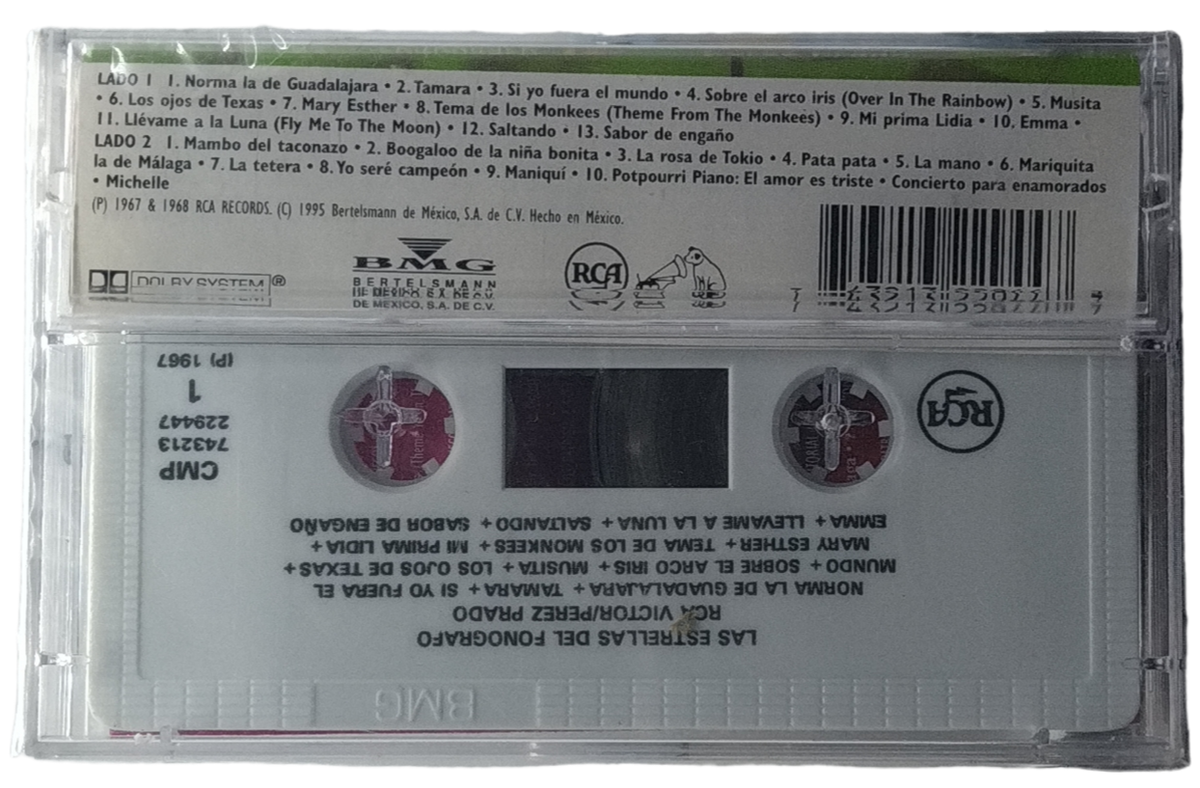 LADO 1 1. Norma la de Guadalajara • 2. Tamara • 3. Si yo fuera el mundo • 4. Sobre el arco iris (Over In The Rainbow) • 5. Musita
• 6. Los ojos de Texas • 7. Mary Esther • 8. Tema de los Monkees (Theme From The Monkees) • 9. Mi prima Lidia • 10. Emma •
11. Llévame a la Luna (Fly Me To The Moon) • 12. Saltando • 13. Sabor de engaño
LADO 2 1. Mambo del taconazo • 2. Boogaloo de la niña bonita • 3. La rosa de Tokio • 4. Pata pata • 5. La mano • 6. Mariquita
la de Málaga • 7. La tetera • 8. Yo seré campeón • 9. Maniquí • 10. Potpourri Piano: El amor es triste • Concierto para enamorados
• Michelle
(P) 1967 & 1968 RCA RECORDS. (C) 1995 Bertelsmann de México, S.A. de C.V. Hecho en México.
DOLBY SYSTEM ®
BMG
BERTELSMANN
DE MEXICO, S.A. DE C.V.
RCA
LAS ESTRELLAS DEL FONOGRAFO
RCA VICTOR/PEREZ PRADO
NORMA LA DE GUADALAJARA + TAMARA + SI YO FUERA EL
MUNDO + SOBRE EL ARCO IRIS + MUSITA + LOS OJOS DE TEXAS +
MARY ESTHER + TEMA DE LOS MONKEES + MI PRIMA LIDIA +
EMMA + LLEVAME A LA LUNA + SALTANDO + SABOR DE ENGAÑO
RCA
CMP
743213
229447
1
(P) 1967
BMG